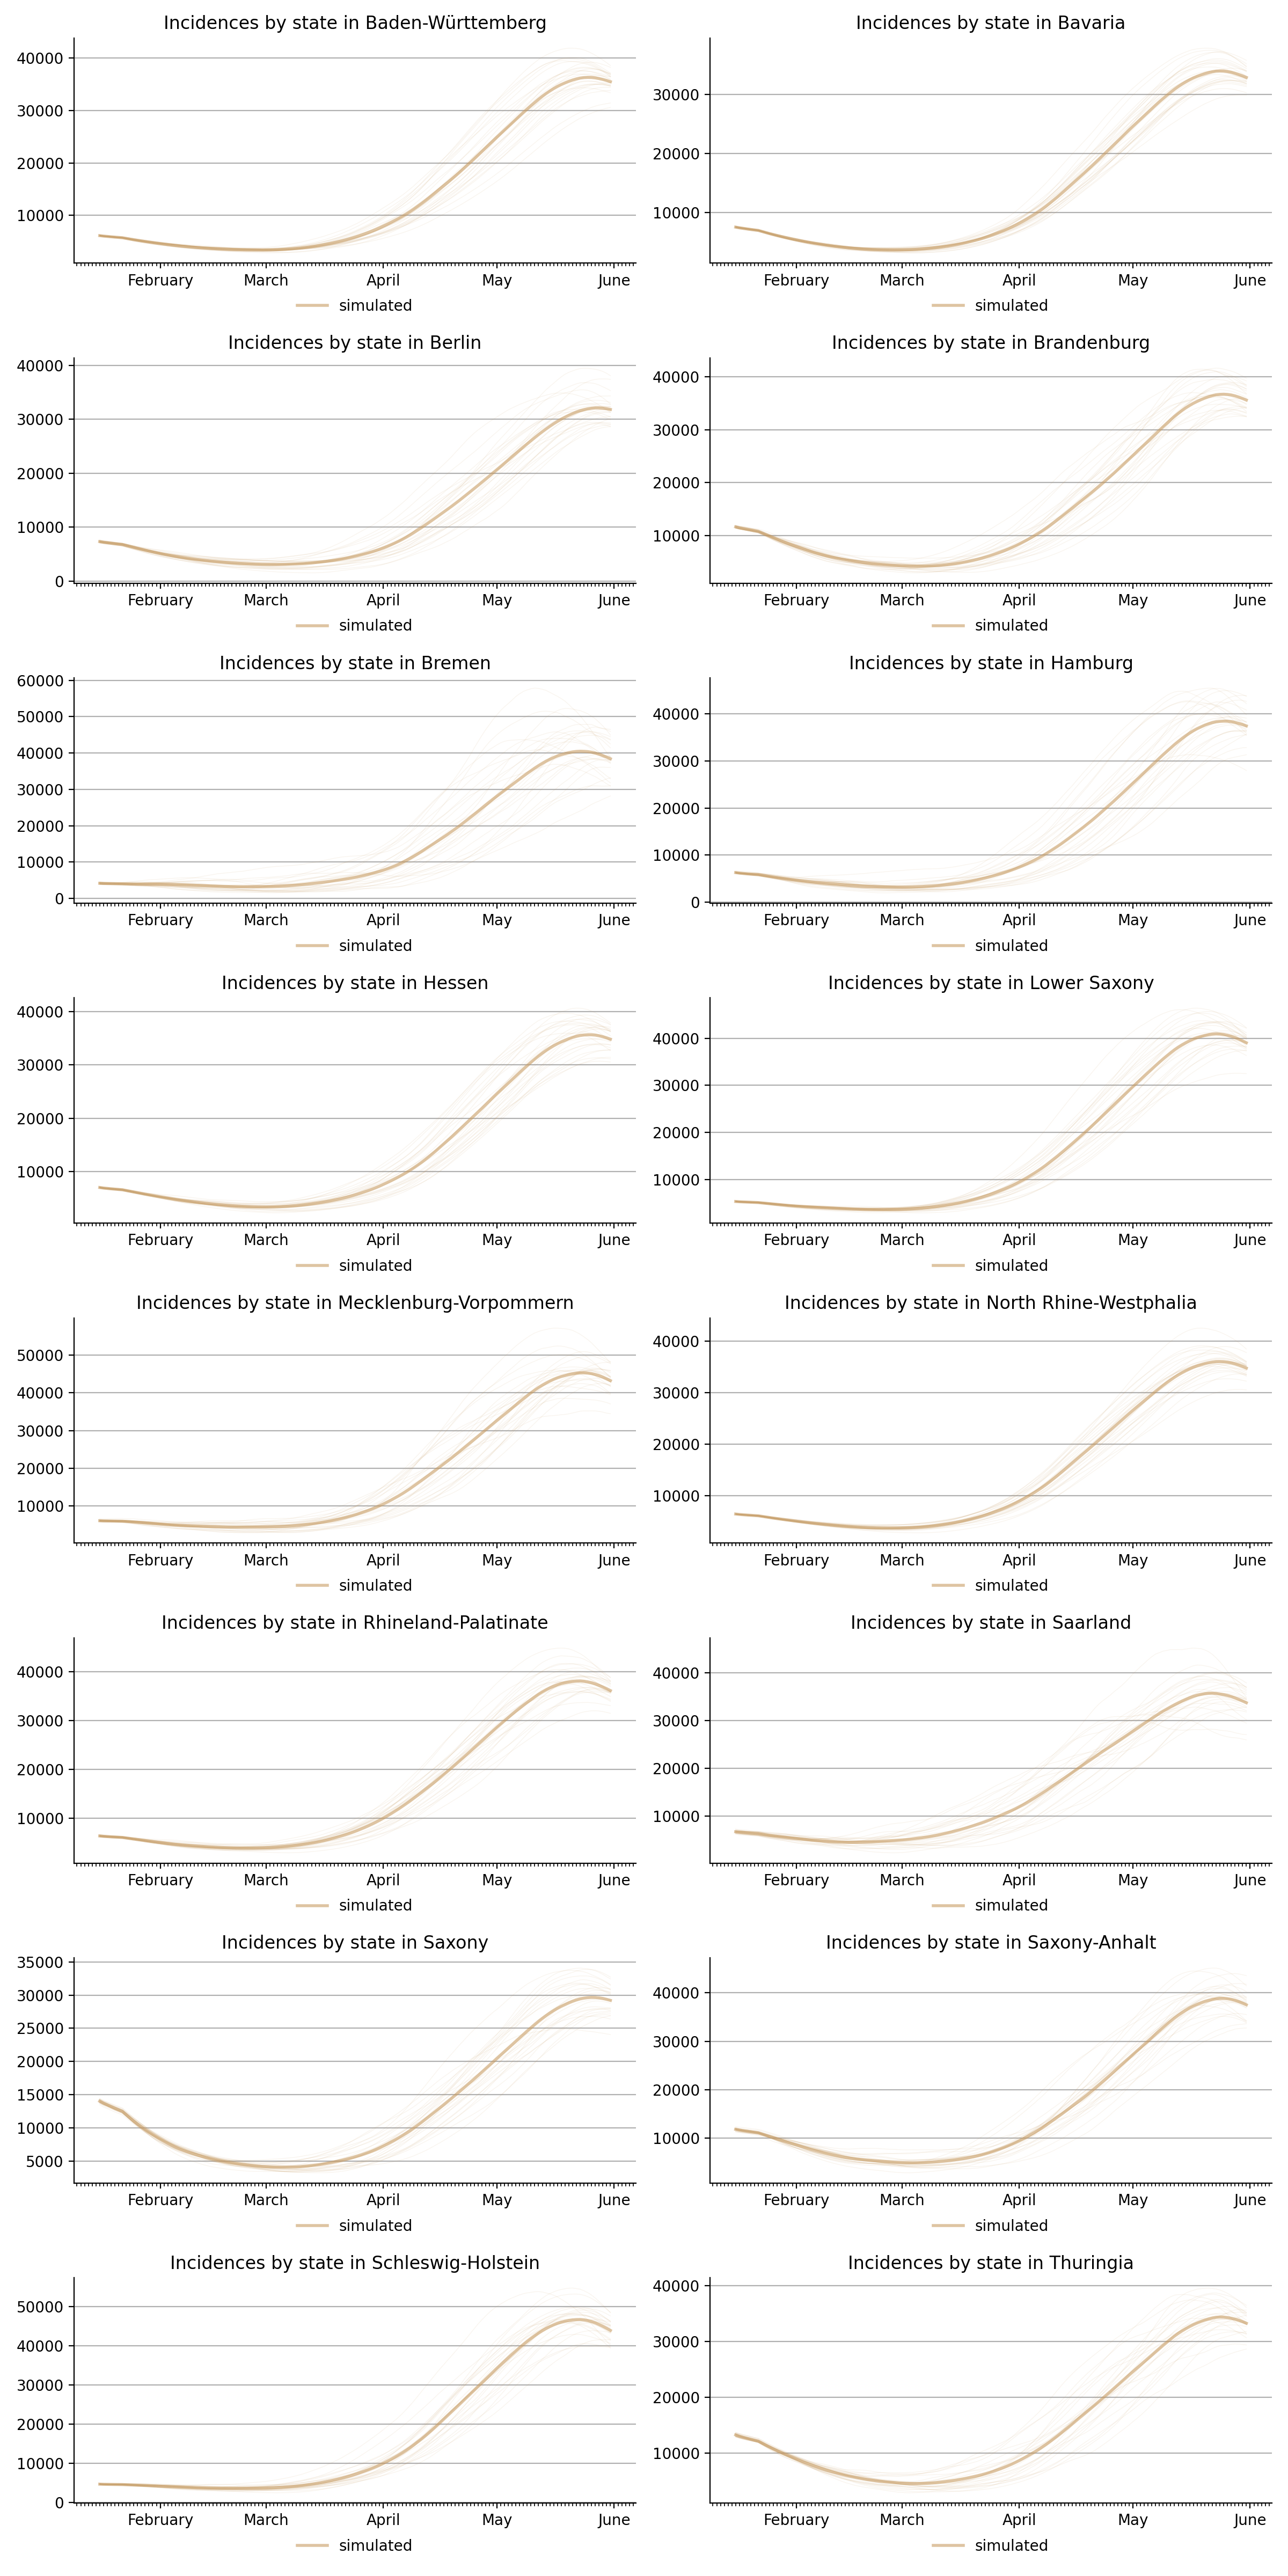 Incidences by state in Baden-Württemberg
40000
30000
20000
10000
February March April May June
simulated
Incidences by state in Bavaria
30000
20000
10000
February March April May June
simulated
Incidences by state in Berlin
40000
30000
20000
10000
0
February March April May June
simulated
Incidences by state in Brandenburg
40000
30000
20000
10000
February March April May June
simulated
Incidences by state in Bremen
60000
50000
40000
30000
20000
10000
0
February March April May June
simulated
Incidences by state in Hamburg
40000
30000
20000
10000
0
February March April May June
simulated
Incidences by state in Hessen
40000
30000
20000
10000
February March April May June
simulated
Incidences by state in Lower Saxony
40000
30000
20000
10000
February March April May June
simulated
Incidences by state in Mecklenburg-Vorpommern
50000
40000
30000
20000
10000
February March April May June
simulated
Incidences by state in North Rhine-Westphalia
40000
30000
20000
10000
February March April May June
simulated
Incidences by state in Rhineland-Palatinate
40000
30000
20000
10000
February March April May June
simulated
Incidences by state in Saarland
40000
30000
20000
10000
February March April May June
simulated
Incidences by state in Saxony
35000
30000
25000
20000
15000
10000
5000
February March April May June
simulated
Incidences by state in Saxony-Anhalt
40000
30000
20000
10000
February March April May June
simulated
Incidences by state in Schleswig-Holstein
50000
40000
30000
20000
10000
0
February March April May June
simulated
Incidences by state in Thuringia
40000
30000
20000
10000
February March April May June
simulated